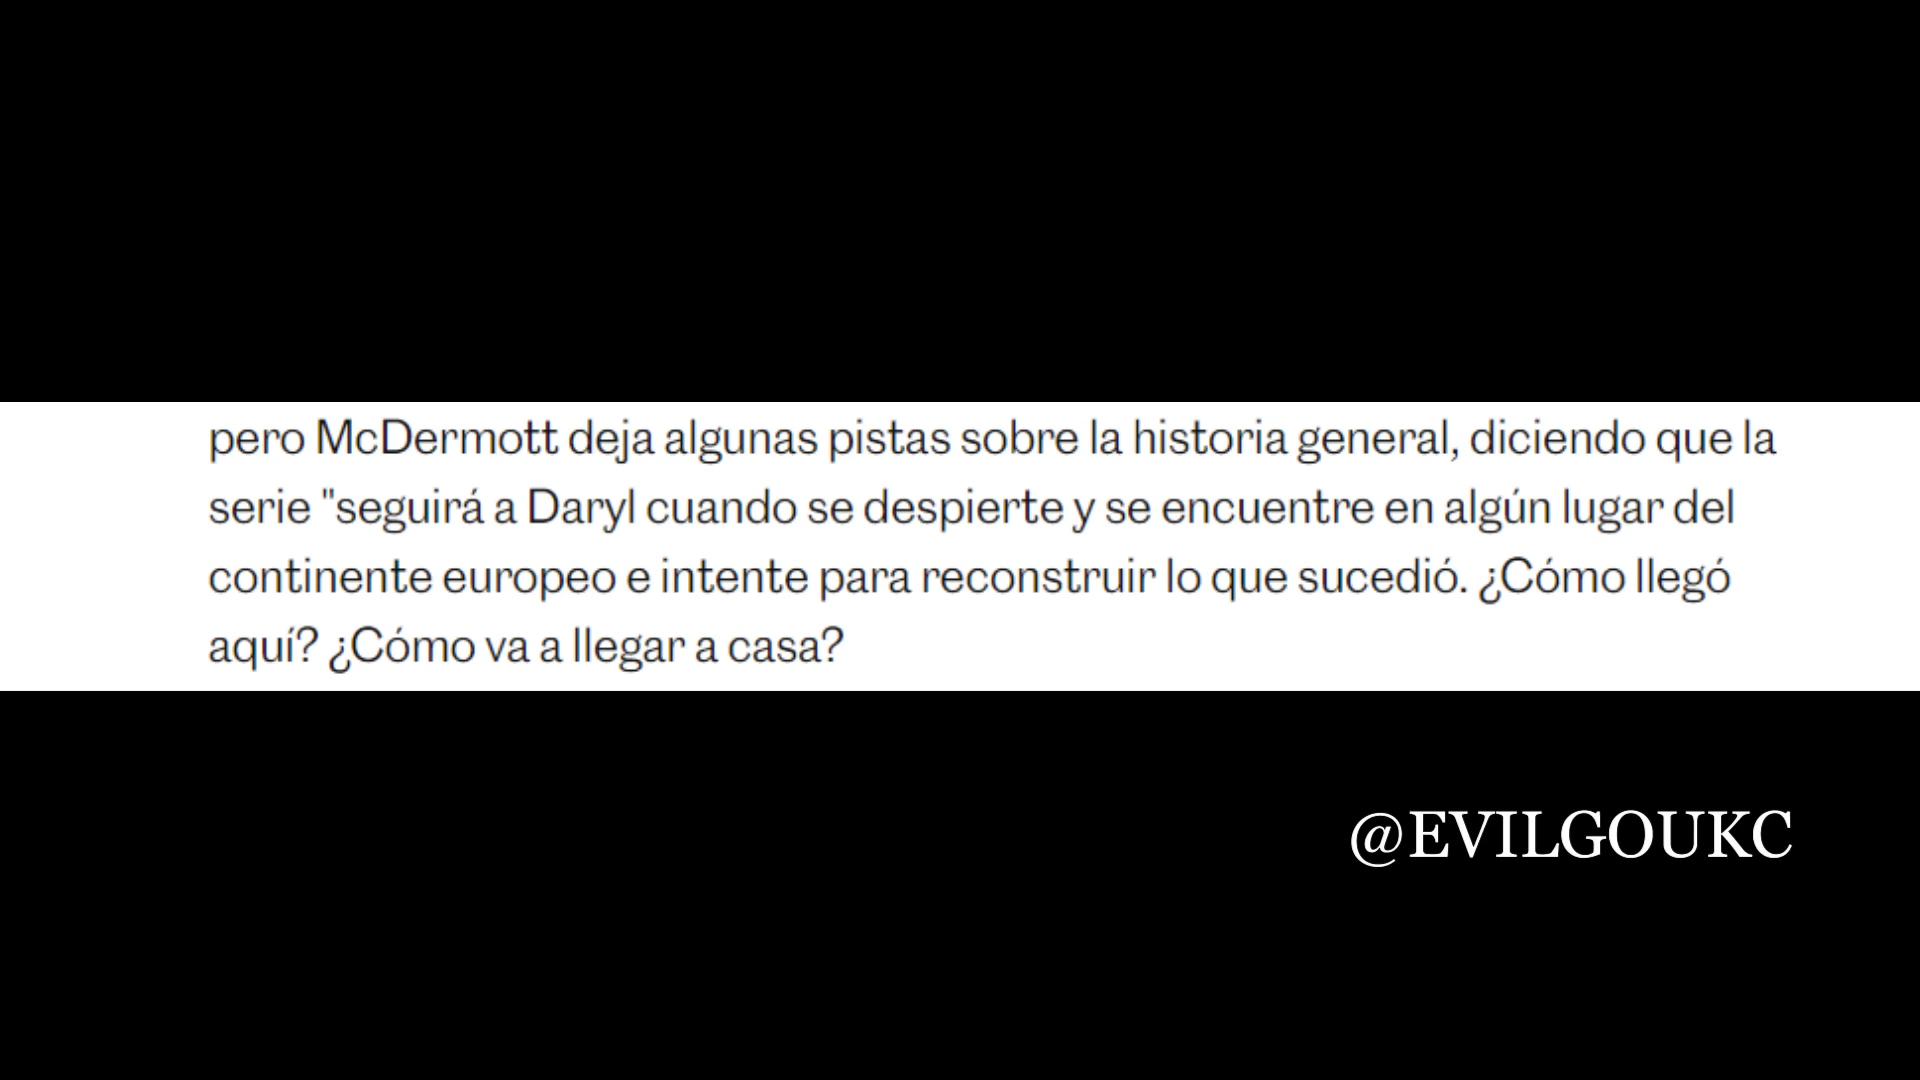 pero McDermott deja algunas pistas sobre la historia general, diciendo que la
serie "seguirá a Daryl cuando se despierte y se encuentre en algún lugar del
continente europeo e intente para reconstruir lo que sucedió. ¿Cómo llegó
aquí? ¿Cómo va a llegar a casa?
@EVILGOUKC